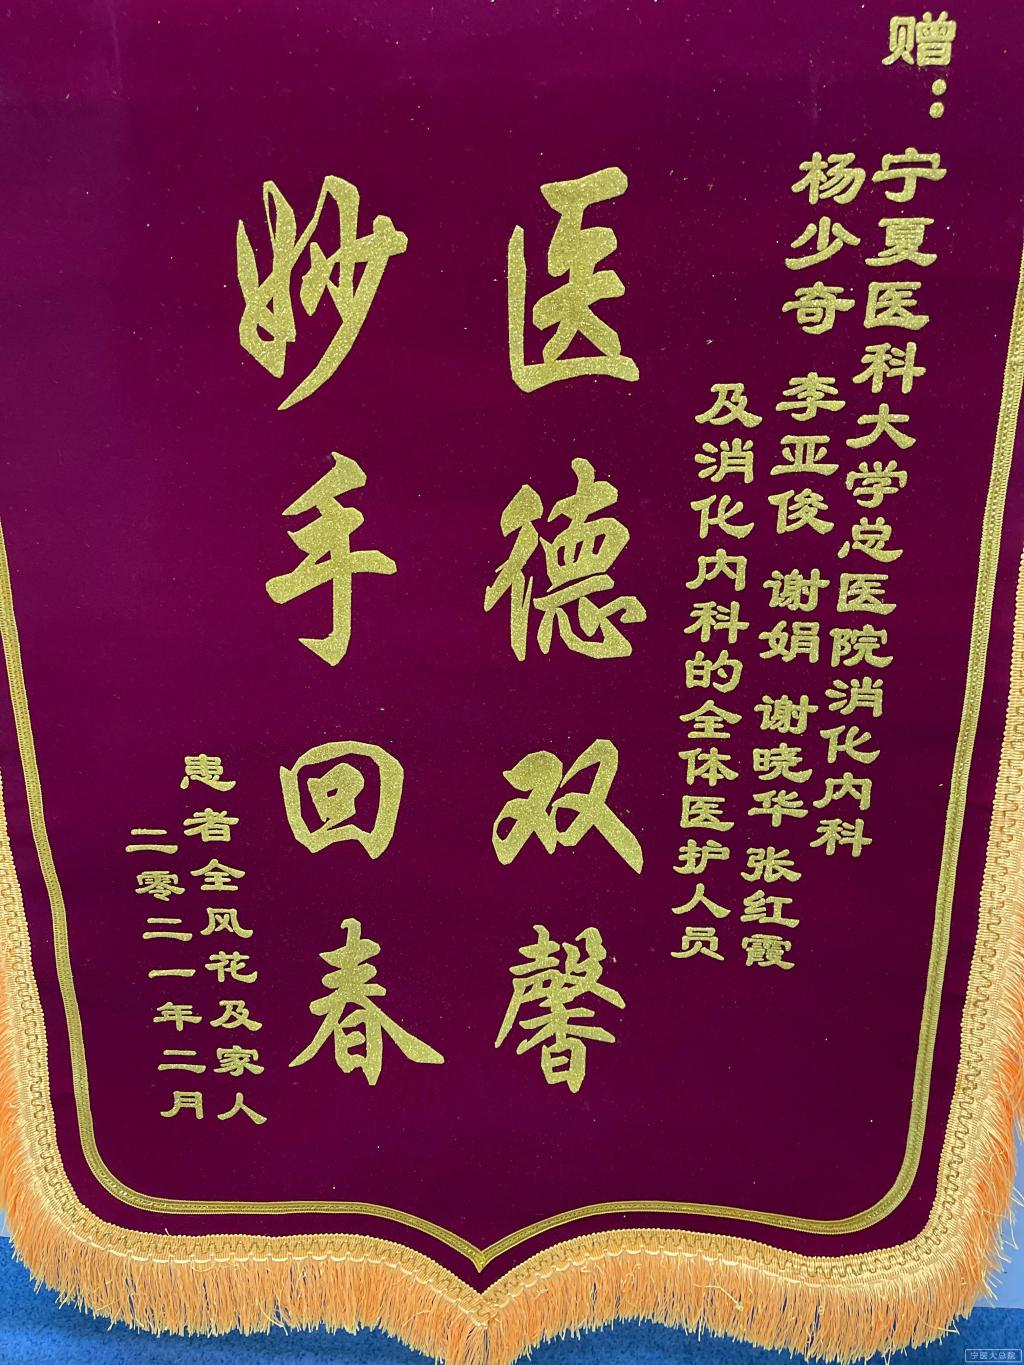 赠：
宁夏医科大学总医院消化内科
杨少奇 李亚俊 谢娟 谢晓华 张红霞
及消化内科的全体医护人员
医德双馨
妙手回春
患者全风花及家人
二零二一年二月
宁医大总院